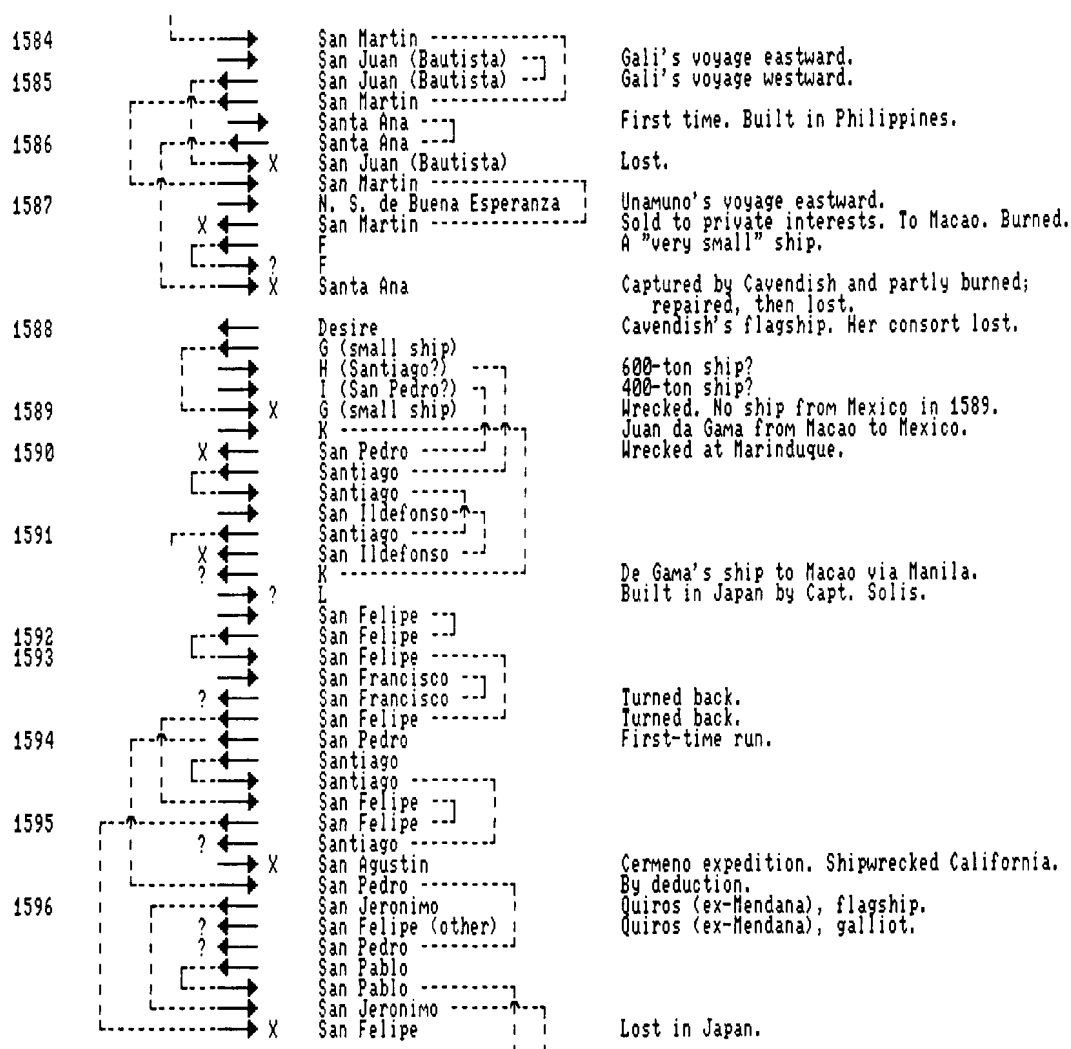 1584 San Martin
San Juan (Bautista) Gali's voyage eastward.
1585 San Juan (Bautista) Gali's voyage westward.
San Martin
Santa Ana First time. Built in Philippines.
1586 Santa Ana
X San Juan (Bautista) Lost.
San Martin
1587 N. S. de Buena Esperanza Unamuno's voyage eastward.
X San Martin Sold to private interests. To Macao. Burned.
F A "very small" ship.
? F
X Santa Ana Captured by Cavendish and partly burned;
repaired, then lost.
1588 Desire Cavendish's flagship. Her consort lost.
G (small ship)
H (Santiago?) 600-ton ship?
I (San Pedro?) 400-ton ship?
1589 X G (small ship) Wrecked. No ship from Mexico in 1589.
K Juan da Gama from Macao to Mexico.
1590 X San Pedro Wrecked at Marinduque.
Santiago
Santiago
San Ildefonso
1591 Santiago
X San Ildefonso
? K De Gama's ship to Macao via Manila.
? L Built in Japan by Capt. Solis.
San Felipe
1592 San Felipe
1593 San Felipe
San Francisco
? San Francisco Turned back.
San Felipe Turned back.
1594 San Pedro First-time run.
Santiago
Santiago
San Felipe
1595 San Felipe
? Santiago
X San Agustin Cermeno expedition. Shipwrecked California.
San Pedro By deduction.
1596 San Jeronimo Quiros (ex-Mendana), flagship.
? San Felipe (other) Quiros (ex-Mendana), galliot.
? San Pedro
San Pablo
San Pablo
San Jeronimo
X San Felipe Lost in Japan.